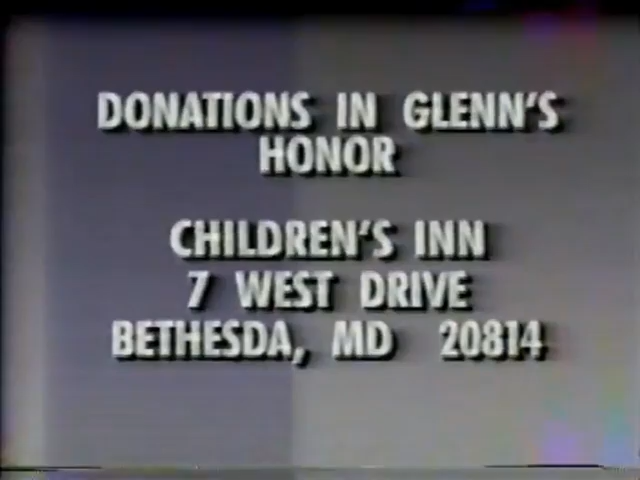 DONATIONS IN GLENN'S
HONOR
CHILDREN'S INN
7 WEST DRIVE
BETHESDA, MD 20814